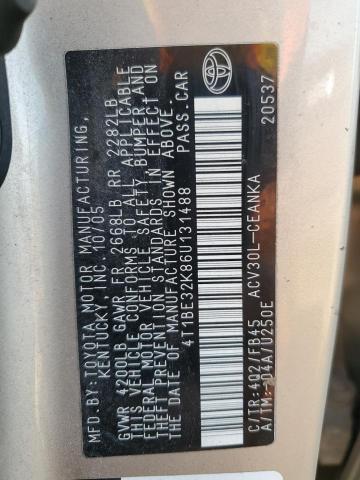 MFD.BY:TOYOTA MOTOR MANUFACTURING,
KENTUCKY, INC. 10/05
GVWR 4200LB GAWR FR 2668LB RR 2282LB
THIS VEHICLE CONFORMS TO ALL APPLICABLE
FEDERAL MOTOR VEHICLE SAFETY, BUMPER, AND
THEFT PREVENTION STANDARDS IN EFFECT ON
THE DATE OF MANUFACTURE SHOWN ABOVE.
4T1BE32K86U131488 PASS.CAR
C/TR:4Q2/FB45 ACV30L-CEANKA
A/TM:-04A/U250E 20537